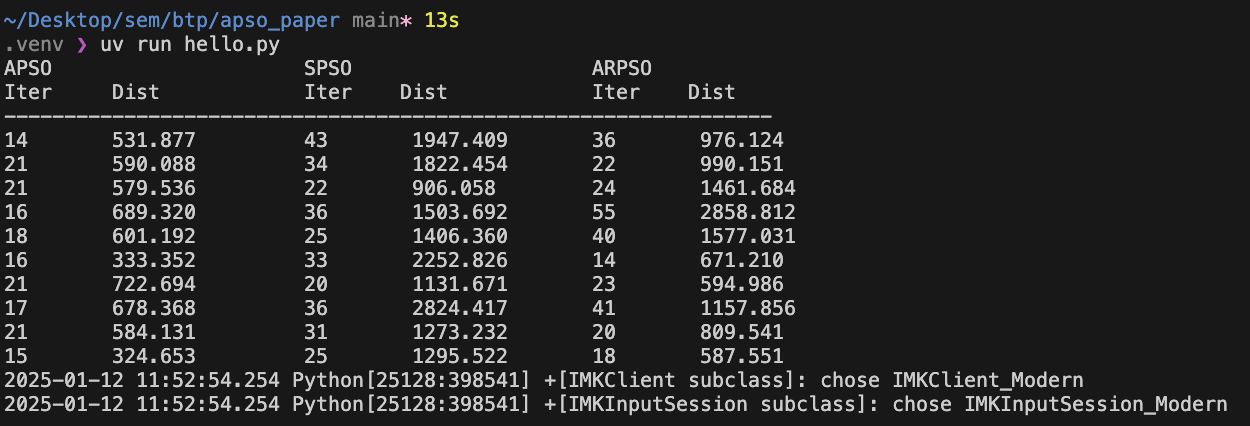 ~/Desktop/sem/btp/apso_paper main* 13s
.venv ❯ uv run hello.py
APSO                     SPSO                    ARPSO
Iter     Dist            Iter    Dist            Iter    Dist
----------------------------------------------------------------
14       531.877         43       1947.409       36       976.124
21       590.088         34       1822.454       22       990.151
21       579.536         22       906.058        24       1461.684
16       689.320         36       1503.692       55       2858.812
18       601.192         25       1406.360       40       1577.031
16       333.352         33       2252.826       14       671.210
21       722.694         20       1131.671       23       594.986
17       678.368         36       2824.417       41       1157.856
21       584.131         31       1273.232       20       809.541
15       324.653         25       1295.522       18       587.551
2025-01-12 11:52:54.254 Python[25128:398541] +[IMKClient subclass]: chose IMKClient_Modern
2025-01-12 11:52:54.254 Python[25128:398541] +[IMKInputSession subclass]: chose IMKInputSession_Modern